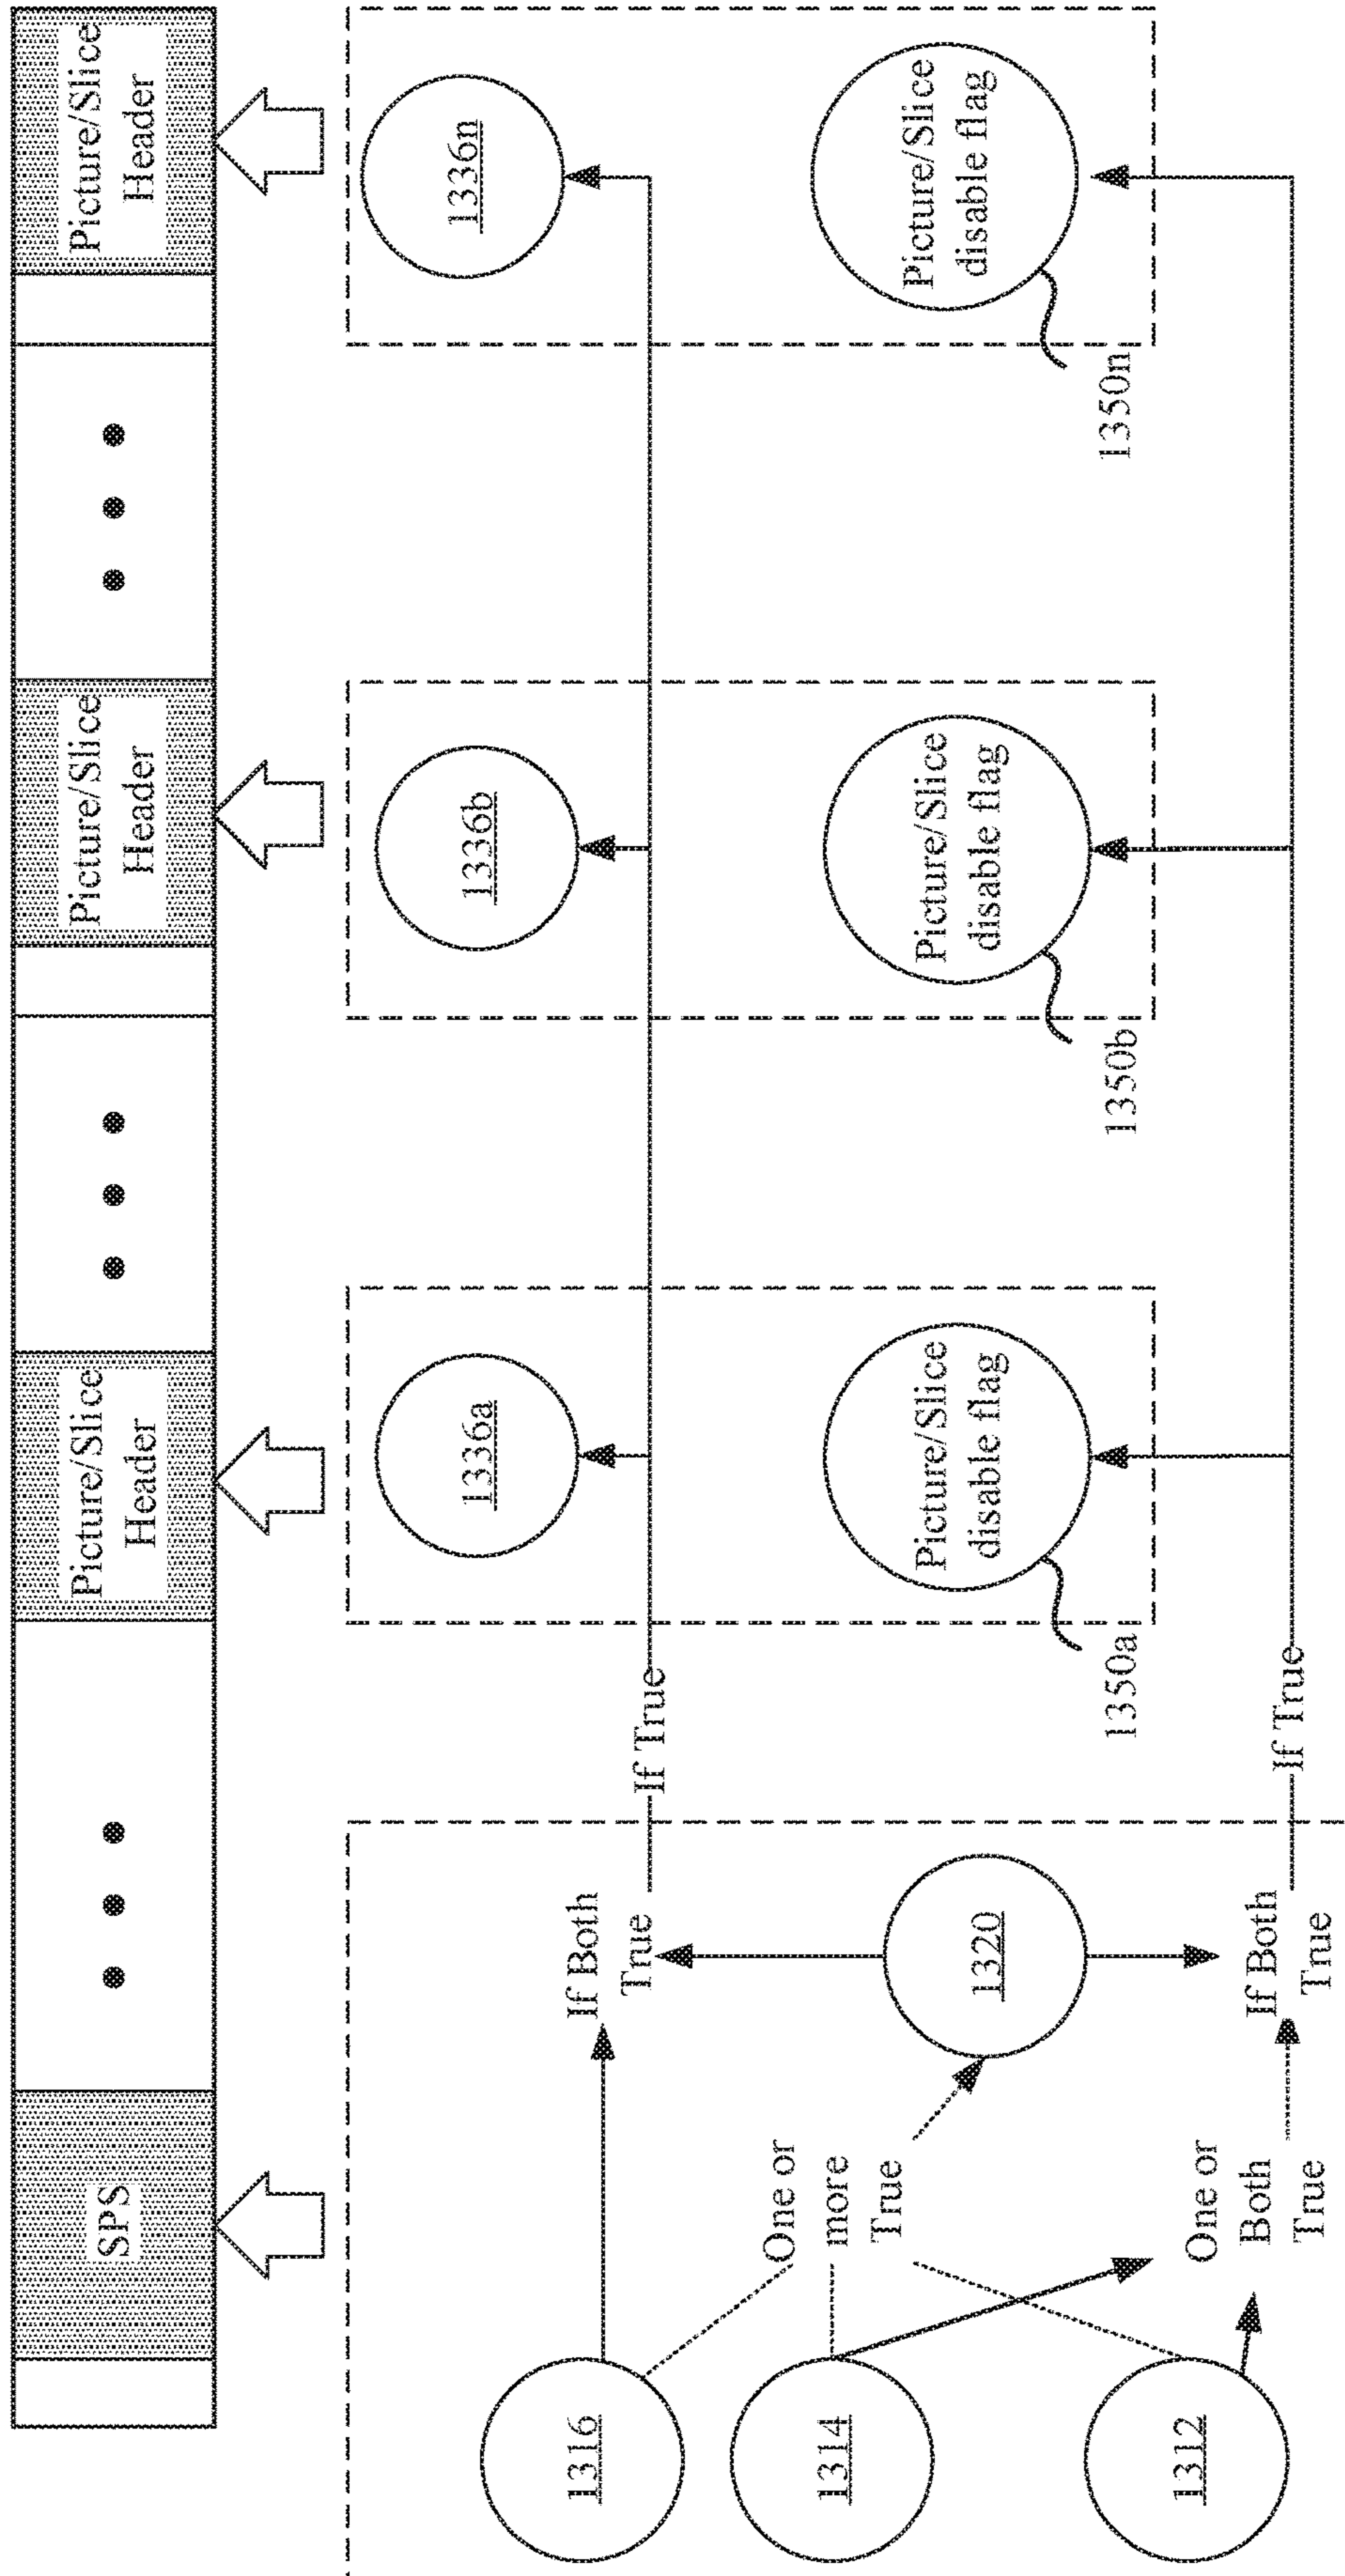 SPS
Picture/Slice
Header
Picture/Slice
Header
Picture/Slice
Header
1316
1314
1312
One or
more
True
One or
Both
True
If Both
True
1320
If Both
True
If True
If True
1336a
Picture/Slice
disable flag
1350a
1336b
Picture/Slice
disable flag
1350b
1336n
Picture/Slice
disable flag
1350n